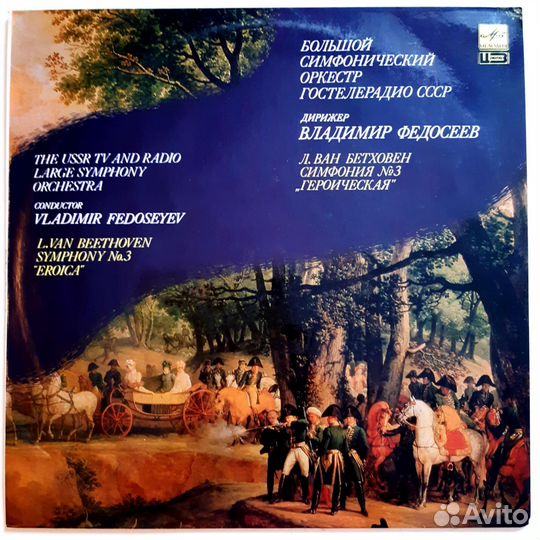 БОЛЬШОЙ
СИМФОНИЧЕСКИЙ
ОРКЕСТР
ГОСТЕЛЕРАДИО СССР
ДИРИЖЕР
ВЛАДИМИР ФЕДОСЕЕВ
Л. ВАН БЕТХОВЕН
СИМФОНИЯ №3
„ГЕРОИЧЕСКАЯ"
THE USSR TV AND RADIO
LARGE SYMPHONY
ORCHESTRA
CONDUCTOR
VLADIMIR FEDOSEYEV
L.VAN BEETHOVEN
SYMPHONY No.3
"EROICA"
Avito